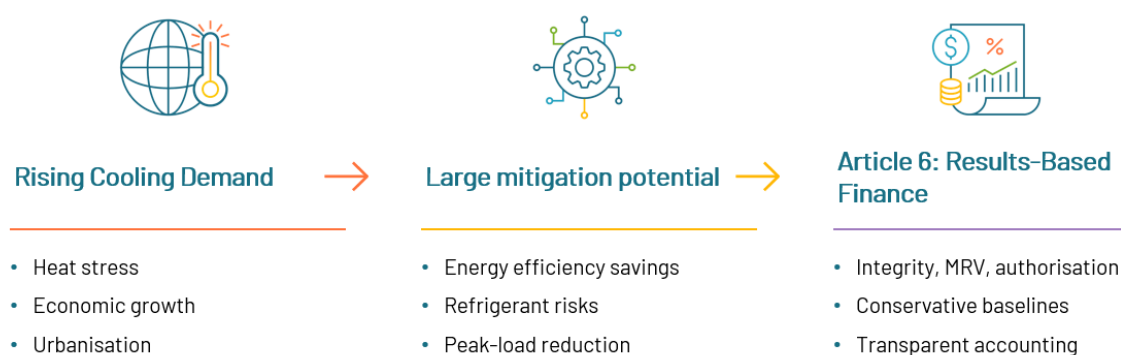 $ %
Rising Cooling Demand
• Heat stress
• Economic growth
• Urbanisation
Large mitigation potential
• Energy efficiency savings
• Refrigerant risks
• Peak-load reduction
Article 6: Results-Based
Finance
• Integrity, MRV, authorisation
• Conservative baselines
• Transparent accounting